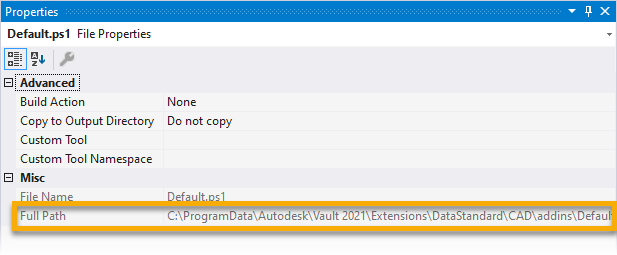 Properties
Default.ps1 File Properties
Advanced
Build Action None
Copy to Output Directory Do not copy
Custom Tool
Custom Tool Namespace
Misc
File Name Default.ps1
Full Path C:\ProgramData\Autodesk\Vault 2021\Extensions\DataStandard\CAD\addins\Defaul